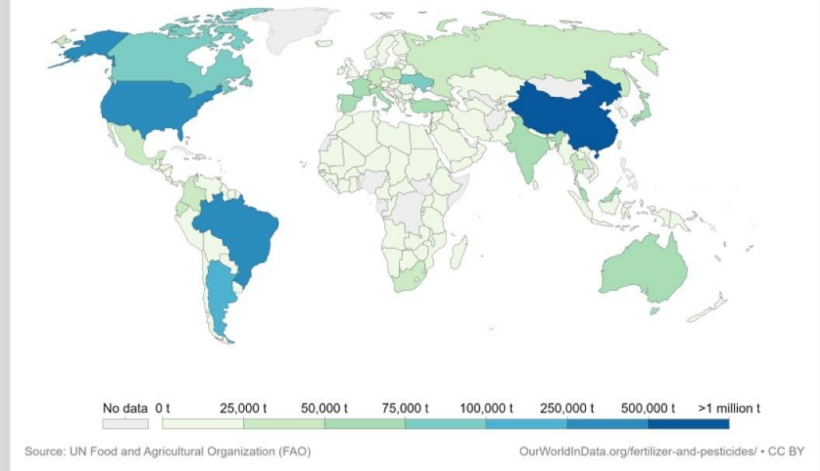 No data 0 t 25,000 t 50,000 t 75,000 t 100,000 t 250,000 t 500,000 t >1 million t
Source: UN Food and Agricultural Organization (FAO) OurWorldInData.org/fertilizer-and-pesticides/ • CC BY